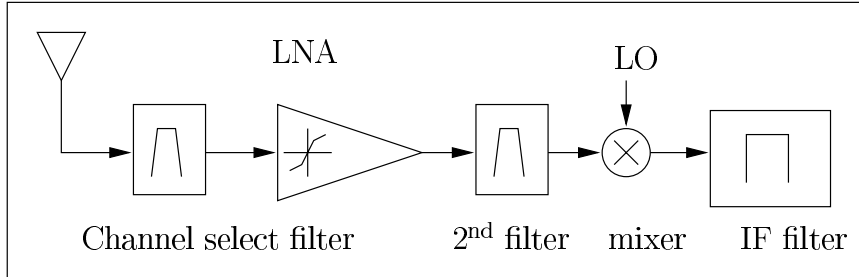 LNA
LO
Channel select filter
2nd filter
mixer
IF filter